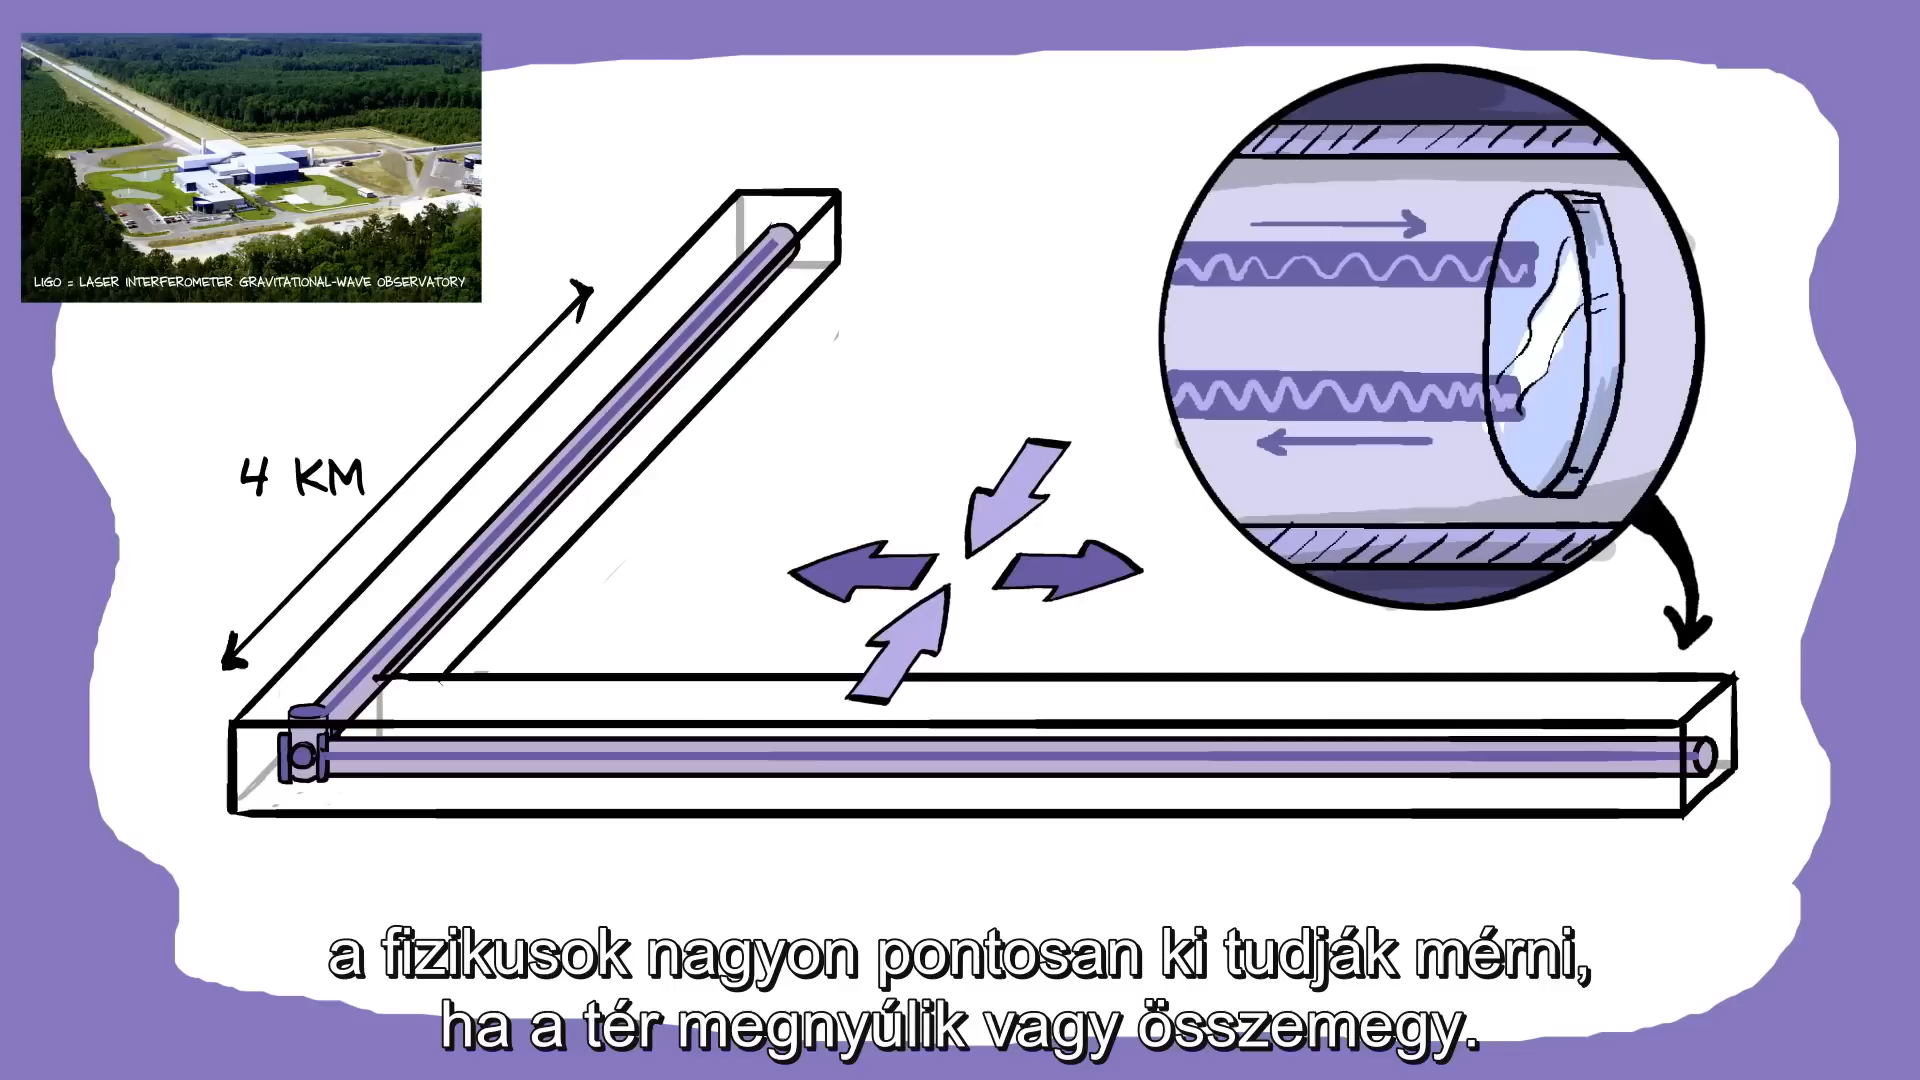 LIGO = LASER INTERFEROMETER GRAVITATIONAL-WAVE OBSERVATORY
4 KM
a fizikusok nagyon pontosan ki tudják mérni,
ha a tér megnyúlik vagy összemegy.